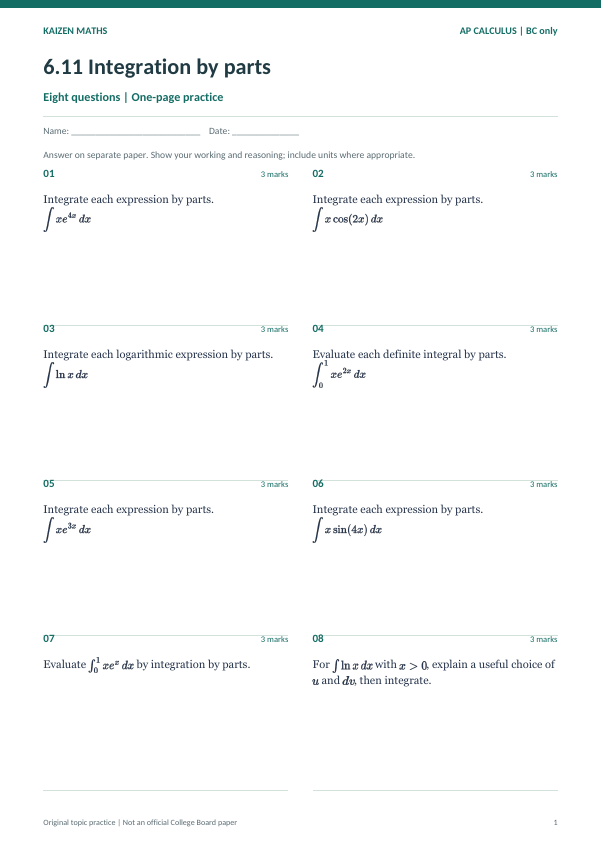 KAIZEN MATHS
AP CALCULUS | BC only
6.11 Integration by parts
Eight questions | One-page practice
Name: ______________________________ Date: _______________
Answer on separate paper. Show your working and reasoning; include units where appropriate.
01 3 marks
Integrate each expression by parts.
∫ xe^{4x} dx
02 3 marks
Integrate each expression by parts.
∫ x cos(2x) dx
03 3 marks
Integrate each logarithmic expression by parts.
∫ ln x dx
04 3 marks
Evaluate each definite integral by parts.
∫_0^1 xe^{2x} dx
05 3 marks
Integrate each expression by parts.
∫ xe^{3x} dx
06 3 marks
Integrate each expression by parts.
∫ x sin(4x) dx
07 3 marks
Evaluate ∫_0^1 xe^x dx by integration by parts.
08 3 marks
For ∫ ln x dx with x > 0, explain a useful choice of
u and dv, then integrate.
Original topic practice | Not an official College Board paper
1